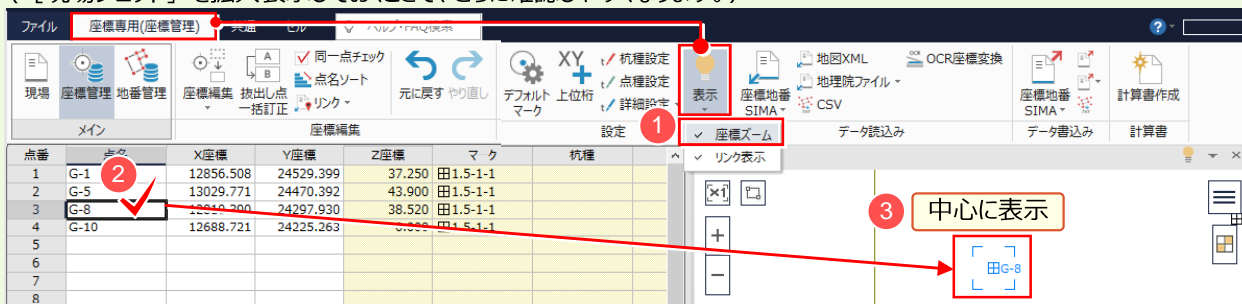 ファイル 座標専用(座標管理) 共通
現場 座標管理 地番管理
メイン
座標編集 抜出し点一括訂正
A
B
同一点チェック
点名ソート
リンク
元に戻す やり直し
座標編集
デフォルトマーク
XY
上位桁
杭種設定
点種設定
詳細設定
設定
表示
座標地番
SIMA
地図XML
地理院ファイル
CSV
OCR座標変換
データ読込み
座標地番
SIMA
データ書込み
計算書作成
計算書
1
座標ズーム
リンク表示
点番 点名 X座標 Y座標 Z座標 マーク 杭種
1 G-1 12856.508 24529.399 37.250 田1.5-1-1
2 G-5 13029.771 24470.392 43.900 田1.5-1-1
3 G-8 24297.930 38.520 田1.5-1-1
4 G-10 12688.721 24225.263 1.5-1-1
5
6
7
8
2
3 中心に表示
田G-8